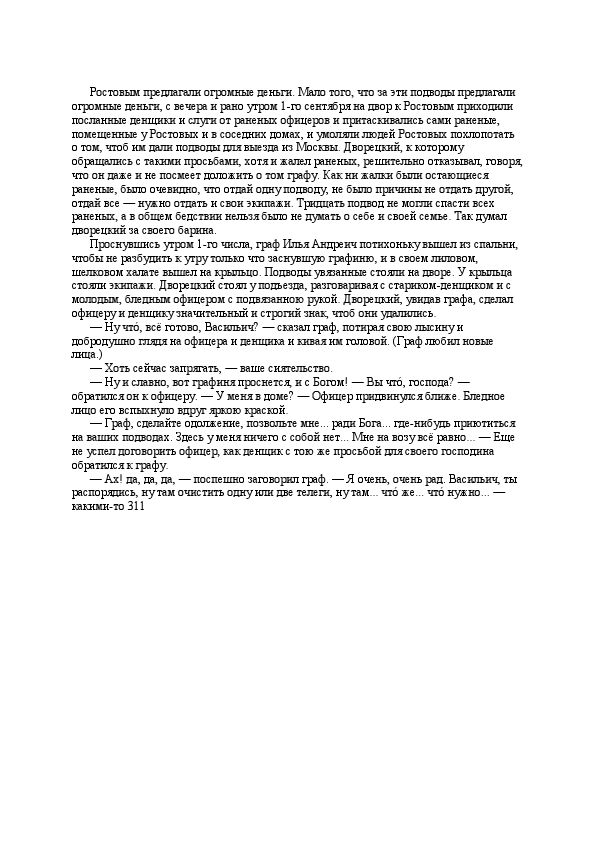 Ростовым предлагали огромные деньги. Мало того, что за эти подводы предлагали
огромные деньги, с вечера и рано утром 1-го сентября на двор к Ростовым приходили
посланные денщики и слуги от раненых офицеров и притаскивались сами раненые,
помещенные у Ростовых и в соседних домах, и умоляли людей Ростовых похлопотать
о том, чтоб им дали подводы для выезда из Москвы. Дворецкий, к которому
обращались с такими просьбами, хотя и жалел раненых, решительно отказывал, говоря,
что он даже и не посмеет доложить о том графу. Как ни жалки были остающиеся
раненые, было очевидно, что отдай одну подводу, не было причины не отдать другой,
отдай все — нужно отдать и свои экипажи. Тридцать подвод не могли спасти всех
раненых, а в общем бедствии нельзя было не думать о себе и своей семье. Так думал
дворецкий за своего барина.
Проснувшись утром 1-го числа, граф Илья Андреич потихоньку вышел из спальни,
чтобы не разбудить к утру только что заснувшую графиню, и в своем лиловом,
шелковом халате вышел на крыльцо. Подводы увязанные стояли на дворе. У крыльца
стояли экипажи. Дворецкий стоял у подъезда, разговаривая с стариком-денщиком и с
молодым, бледным офицером с подвязанною рукой. Дворецкий, увидав графа, сделал
офицеру и денщику значительный и строгий знак, чтоб они удалились.
— Ну что́, всё готово, Васильич? — сказал граф, потирая свою лысину и
добродушно глядя на офицера и денщика и кивая им головой. (Граф любил новые
лица.)
— Хоть сейчас запрягать, — ваше сиятельство.
— Ну и славно, вот графиня проснется, и с Богом! — Вы что́, господа? —
обратился он к офицеру. — У меня в доме? — Офицер придвинулся ближе. Бледное
лицо его вспыхнуло вдруг яркою краской.
— Граф, сделайте одолжение, позвольте мне... ради Бога... где-нибудь приютиться
на ваших подводах. Здесь у меня ничего с собой нет... Мне на возу всё равно... — Еще
не успел договорить офицер, как денщик с тою же просьбой для своего господина
обратился к графу.
— Ах! да, да, да, — поспешно заговорил граф. — Я очень, очень рад. Васильич, ты
распорядись, ну там очистить одну или две телеги, ну там... что́ же... что́ нужно... —
какими-то 311